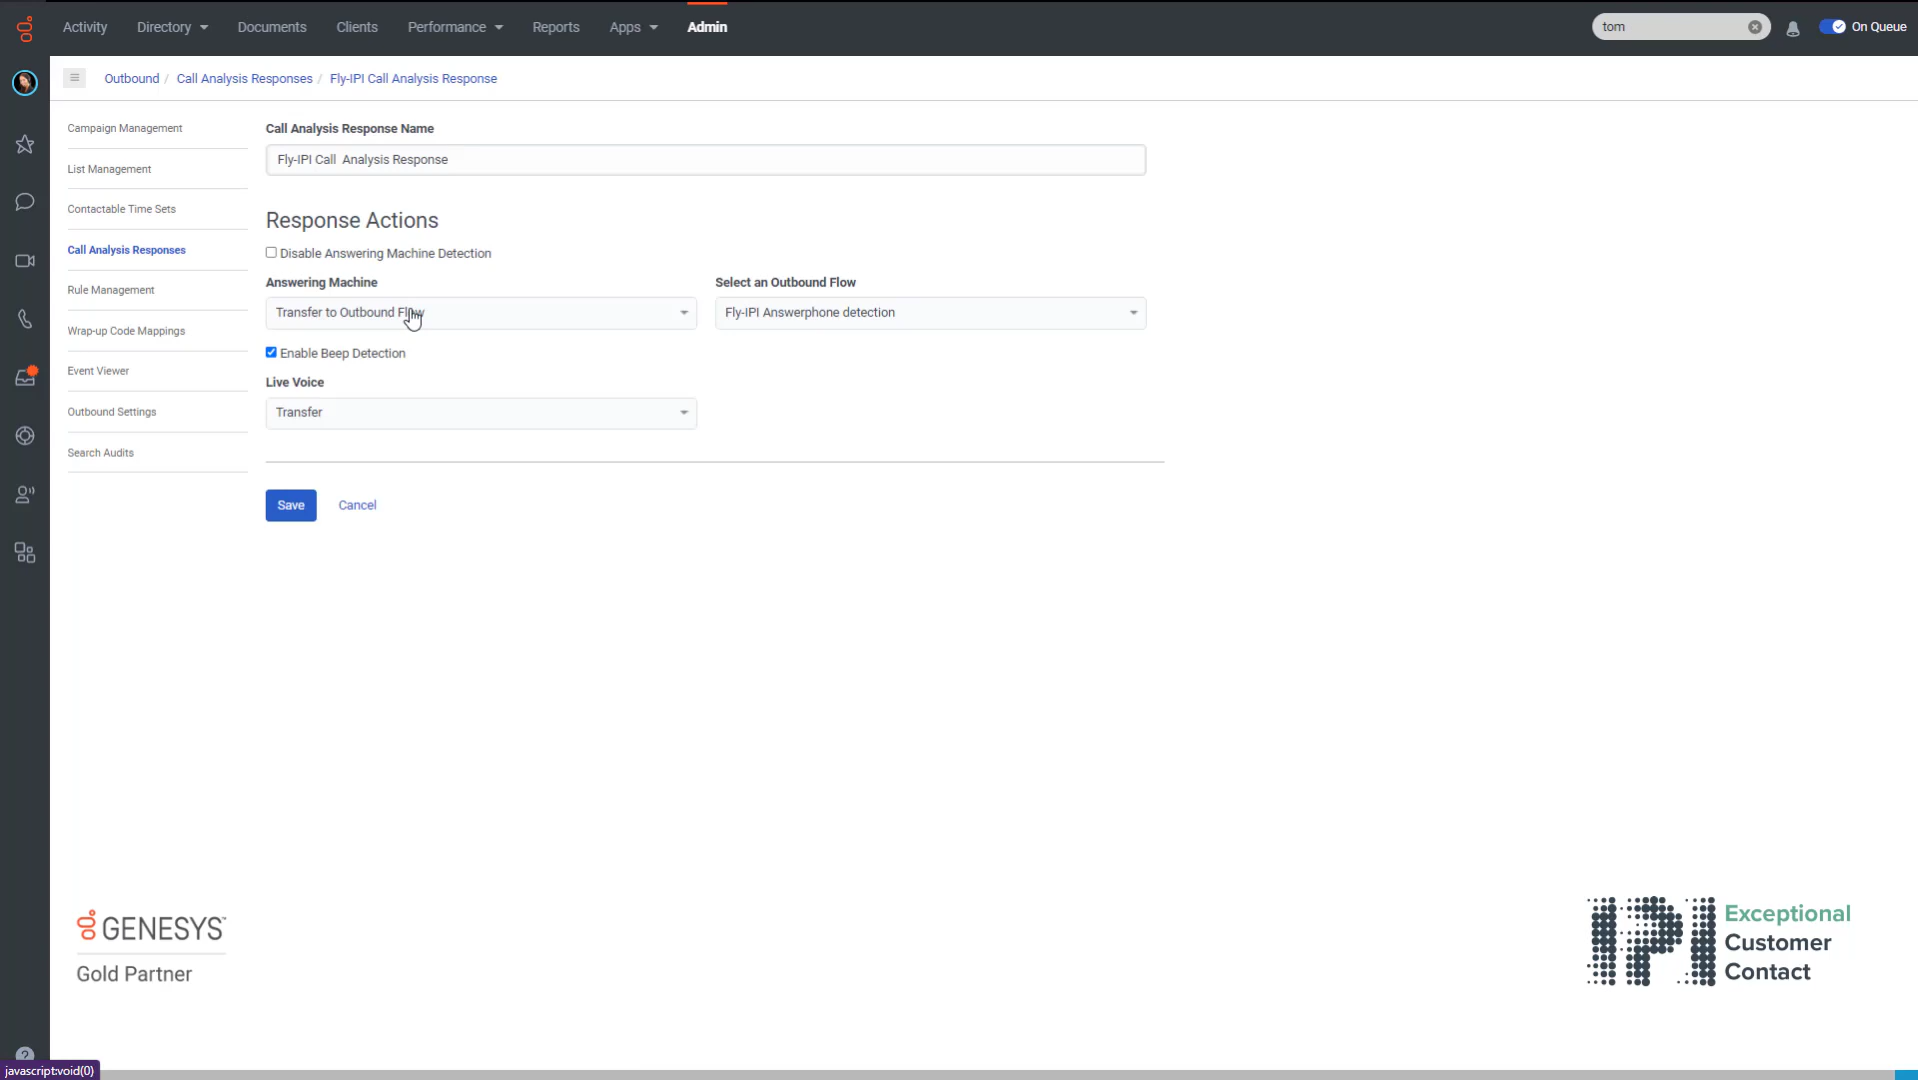 Activity Directory Documents Clients Performance Reports Apps Admin
tom
On Queue
Outbound / Call Analysis Responses / Fly-IPI Call Analysis Response
Campaign Management
List Management
Contactable Time Sets
Call Analysis Responses
Rule Management
Wrap-up Code Mappings
Event Viewer
Outbound Settings
Search Audits
Call Analysis Response Name
Fly-IPI Call  Analysis Response
Response Actions
Disable Answering Machine Detection
Answering Machine
Transfer to Outbound Flow
Select an Outbound Flow
Fly-IPI Answerphone detection
Enable Beep Detection
Live Voice
Transfer
Save Cancel
GENESYS™
Gold Partner
IPI
Exceptional
Customer
Contact
javascript:void(0)